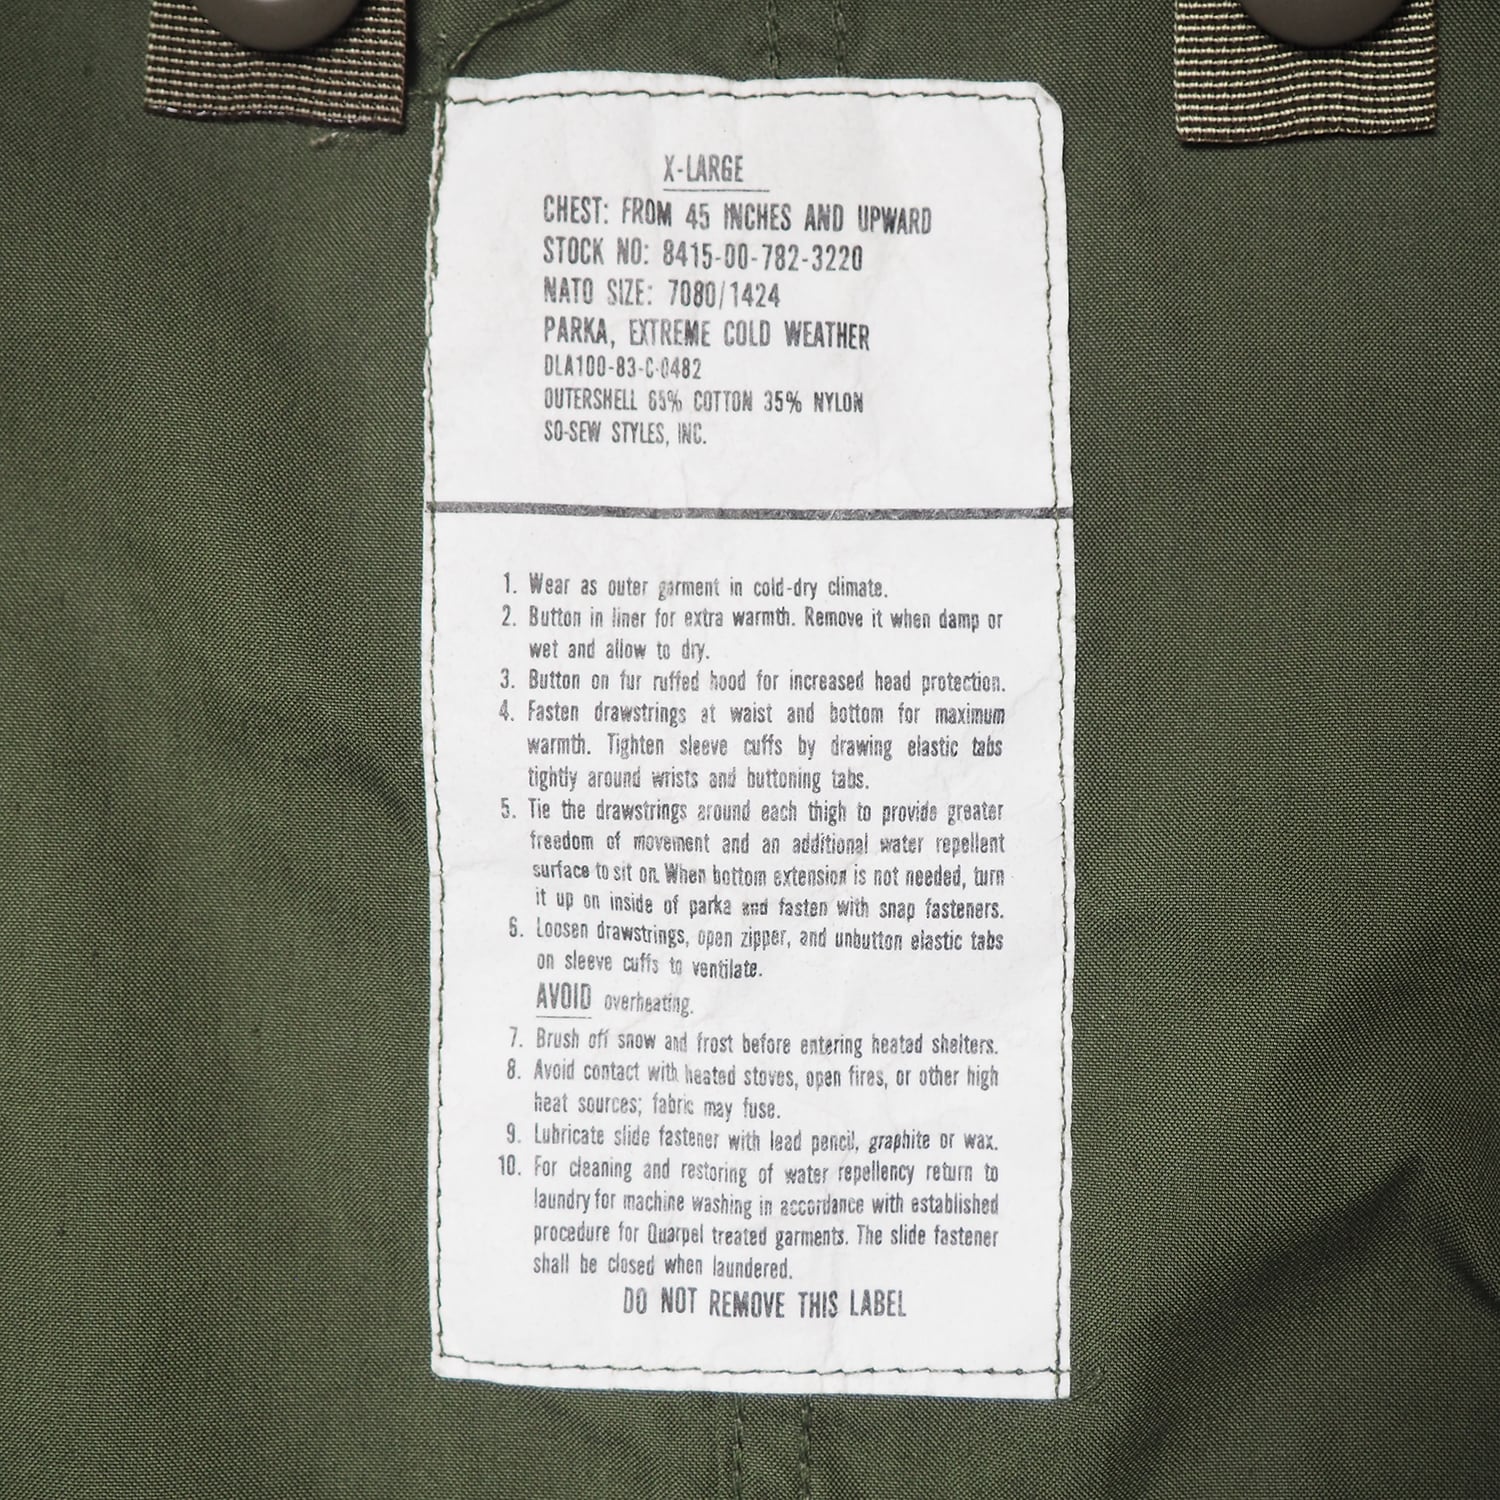 X-LARGE
CHEST: FROM 45 INCHES AND UPWARD
STOCK NO: 8415-00-782-3220
NATO SIZE: 7080/1424
PARKA, EXTREME COLD WEATHER
DLA100-83-C-0482
OUTERSHELL 65% COTTON 35% NYLON
SO-SEW STYLES, INC.
1. Wear as outer garment in cold-dry climate.
2. Button in liner for extra warmth. Remove it when damp or
wet and allow to dry.
3. Button on fur ruffed hood for increased head protection.
4. Fasten drawstrings at waist and bottom for maximum
warmth. Tighten sleeve cuffs by drawing elastic tabs
tightly around wrists and buttoning tabs.
5. Tie the drawstrings around each thigh to provide greater
freedom of movement and an additional water repellent
surface to sit on. When bottom extension is not needed, turn
it up on inside of parka and fasten with snap fasteners.
6. Loosen drawstrings, open zipper, and unbutton elastic tabs
on sleeve cuffs to ventilate.
AVOID overheating.
7. Brush off snow and frost before entering heated shelters.
8. Avoid contact with heated stoves, open fires, or other high
heat sources; fabric may fuse.
9. Lubricate slide fastener with lead pencil, graphite or wax.
10. For cleaning and restoring of water repellency return to
laundry for machine washing in accordance with established
procedure for Quarpel treated garments. The slide fastener
shall be closed when laundered.
DO NOT REMOVE THIS LABEL